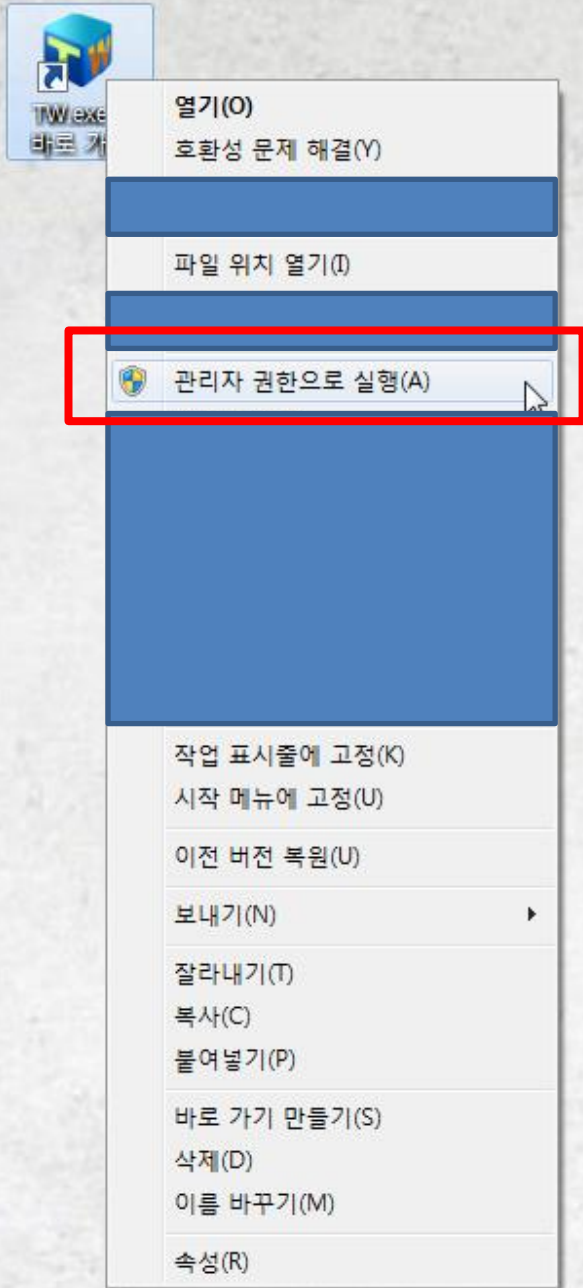 TW.exe
바로 가
열기(O)
호환성 문제 해결(Y)
파일 위치 열기(I)
관리자 권한으로 실행(A)
작업 표시줄에 고정(K)
시작 메뉴에 고정(U)
이전 버전 복원(U)
보내기(N)
잘라내기(T)
복사(C)
붙여넣기(P)
바로 가기 만들기(S)
삭제(D)
이름 바꾸기(M)
속성(R)